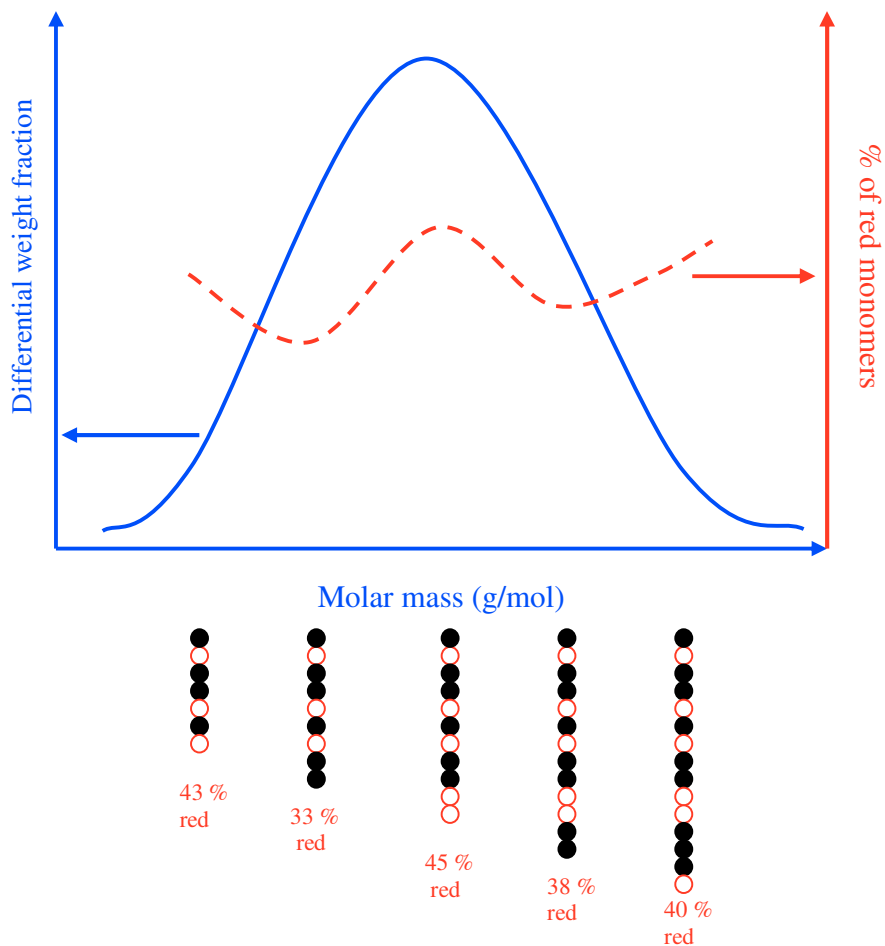 Differential weight fraction
% of red monomers
Molar mass (g/mol)
43 %
red
33 %
red
45 %
red
38 %
red
40 %
red